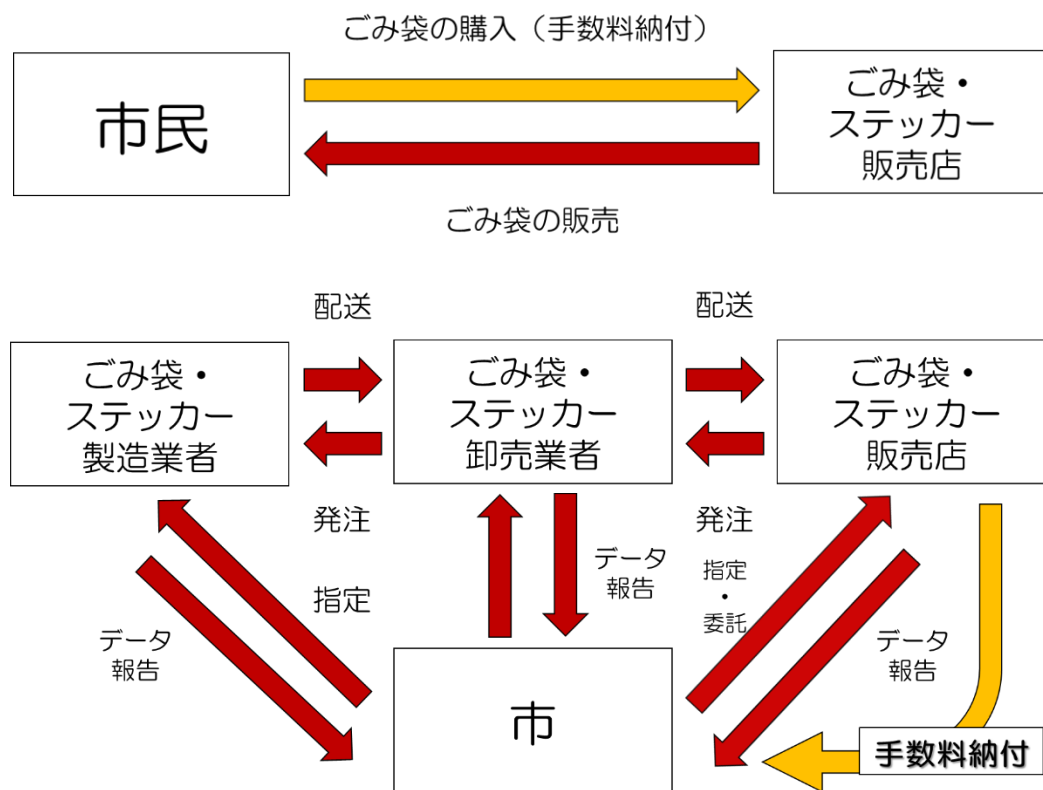 ごみ袋の購入（手数料納付）
市民
ごみ袋・
ステッカー
販売店
ごみ袋の販売
配送
配送
ごみ袋・
ステッカー
製造業者
ごみ袋・
ステッカー
卸売業者
ごみ袋・
ステッカー
販売店
発注
発注
指定
データ
報告
指定
・
委託
データ
報告
データ
報告
市
手数料納付